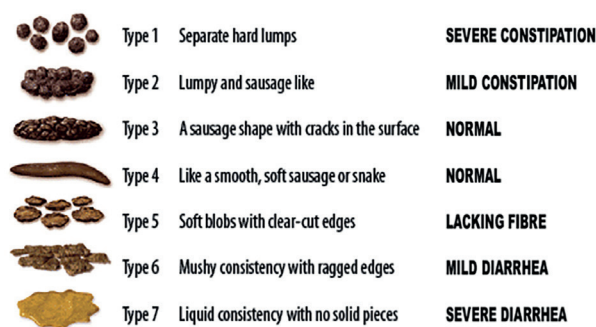 Type 1 Separate hard lumps SEVERE CONSTIPATION
Type 2 Lumpy and sausage like MILD CONSTIPATION
Type 3 A sausage shape with cracks in the surface NORMAL
Type 4 Like a smooth, soft sausage or snake NORMAL
Type 5 Soft blobs with clear-cut edges LACKING FIBRE
Type 6 Mushy consistency with ragged edges MILD DIARRHEA
Type 7 Liquid consistency with no solid pieces SEVERE DIARRHEA